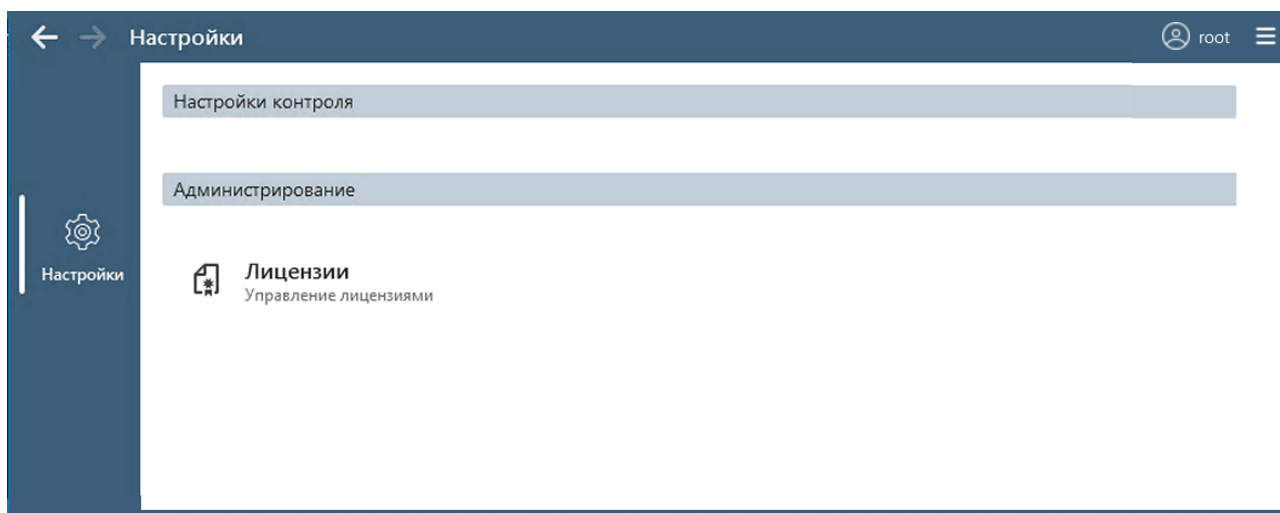 Настройки
root
Настройки контроля
Администрирование
Настройки
Лицензии
Управление лицензиями